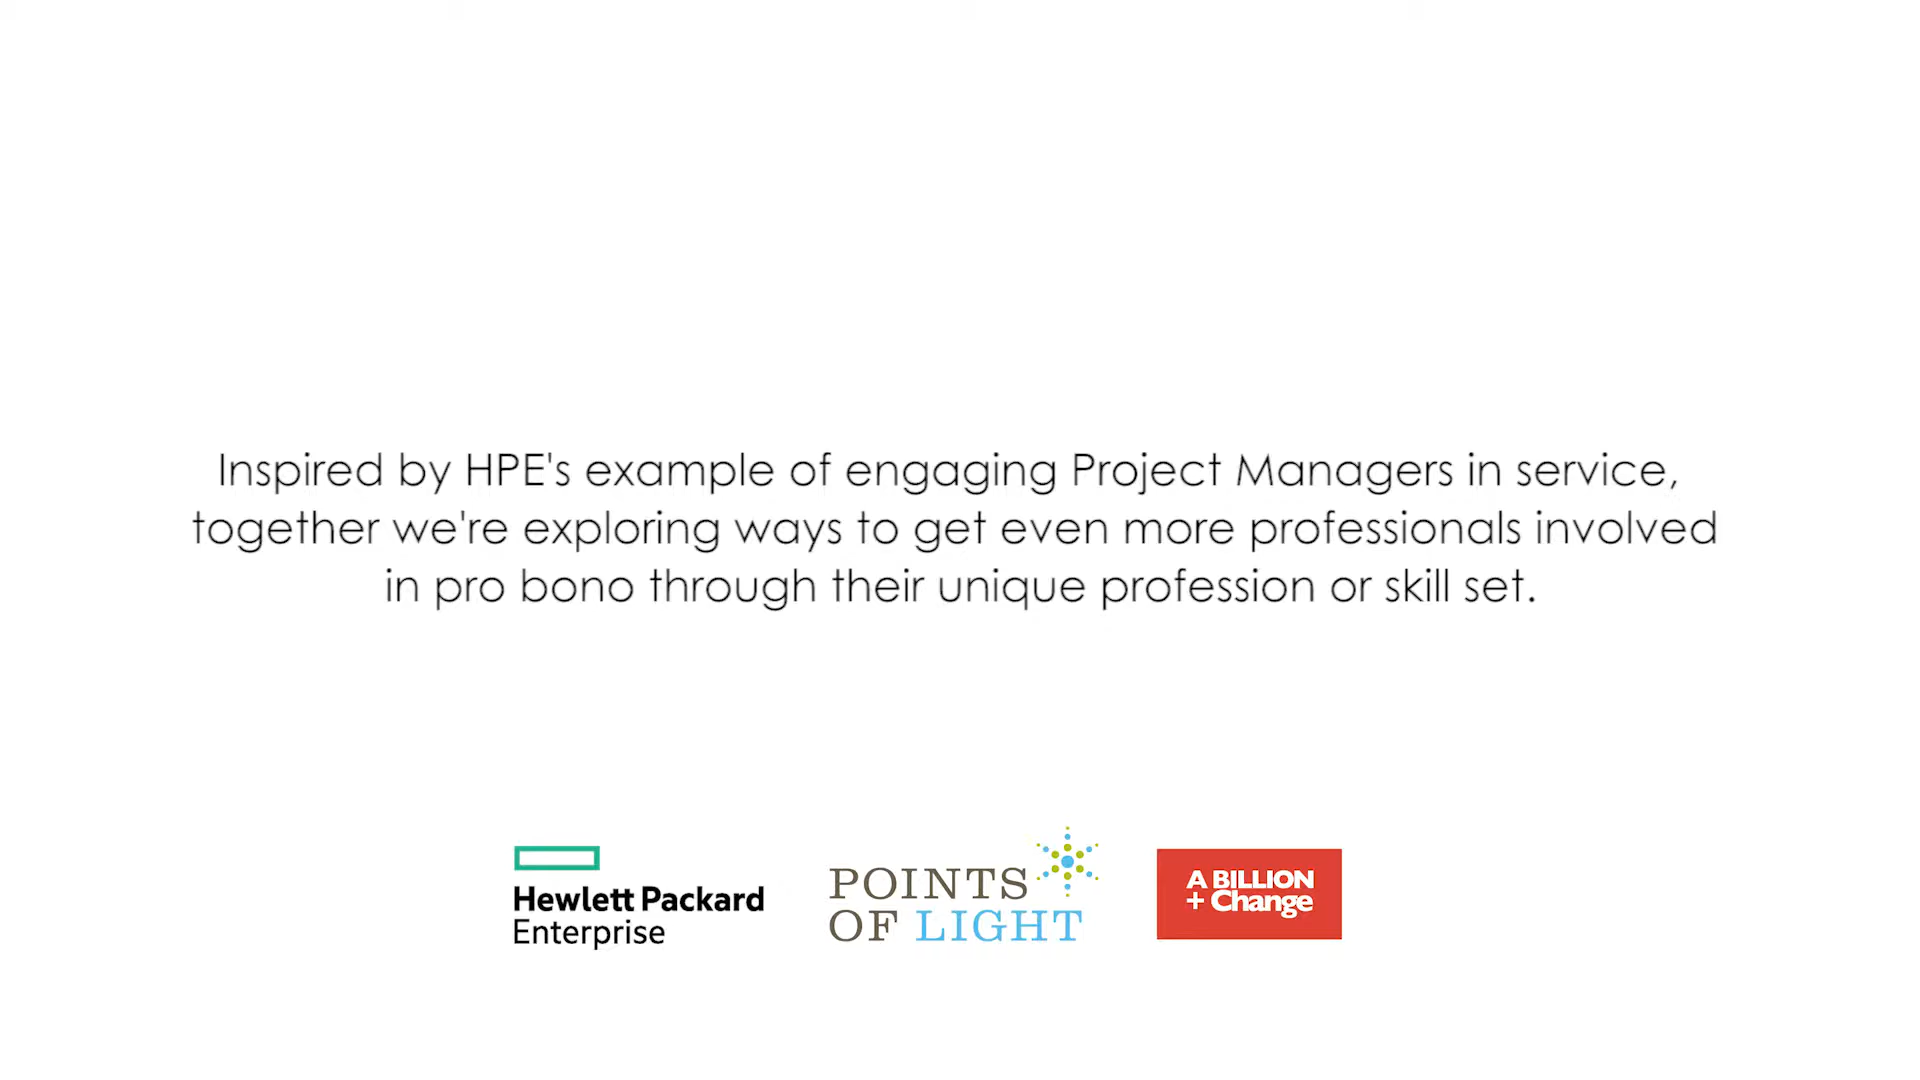 Inspired by HPE's example of engaging Project Managers in service,
together we're exploring ways to get even more professionals involved
in pro bono through their unique profession or skill set.
Hewlett Packard
Enterprise
POINTS
OF LIGHT
A BILLION
+ Change